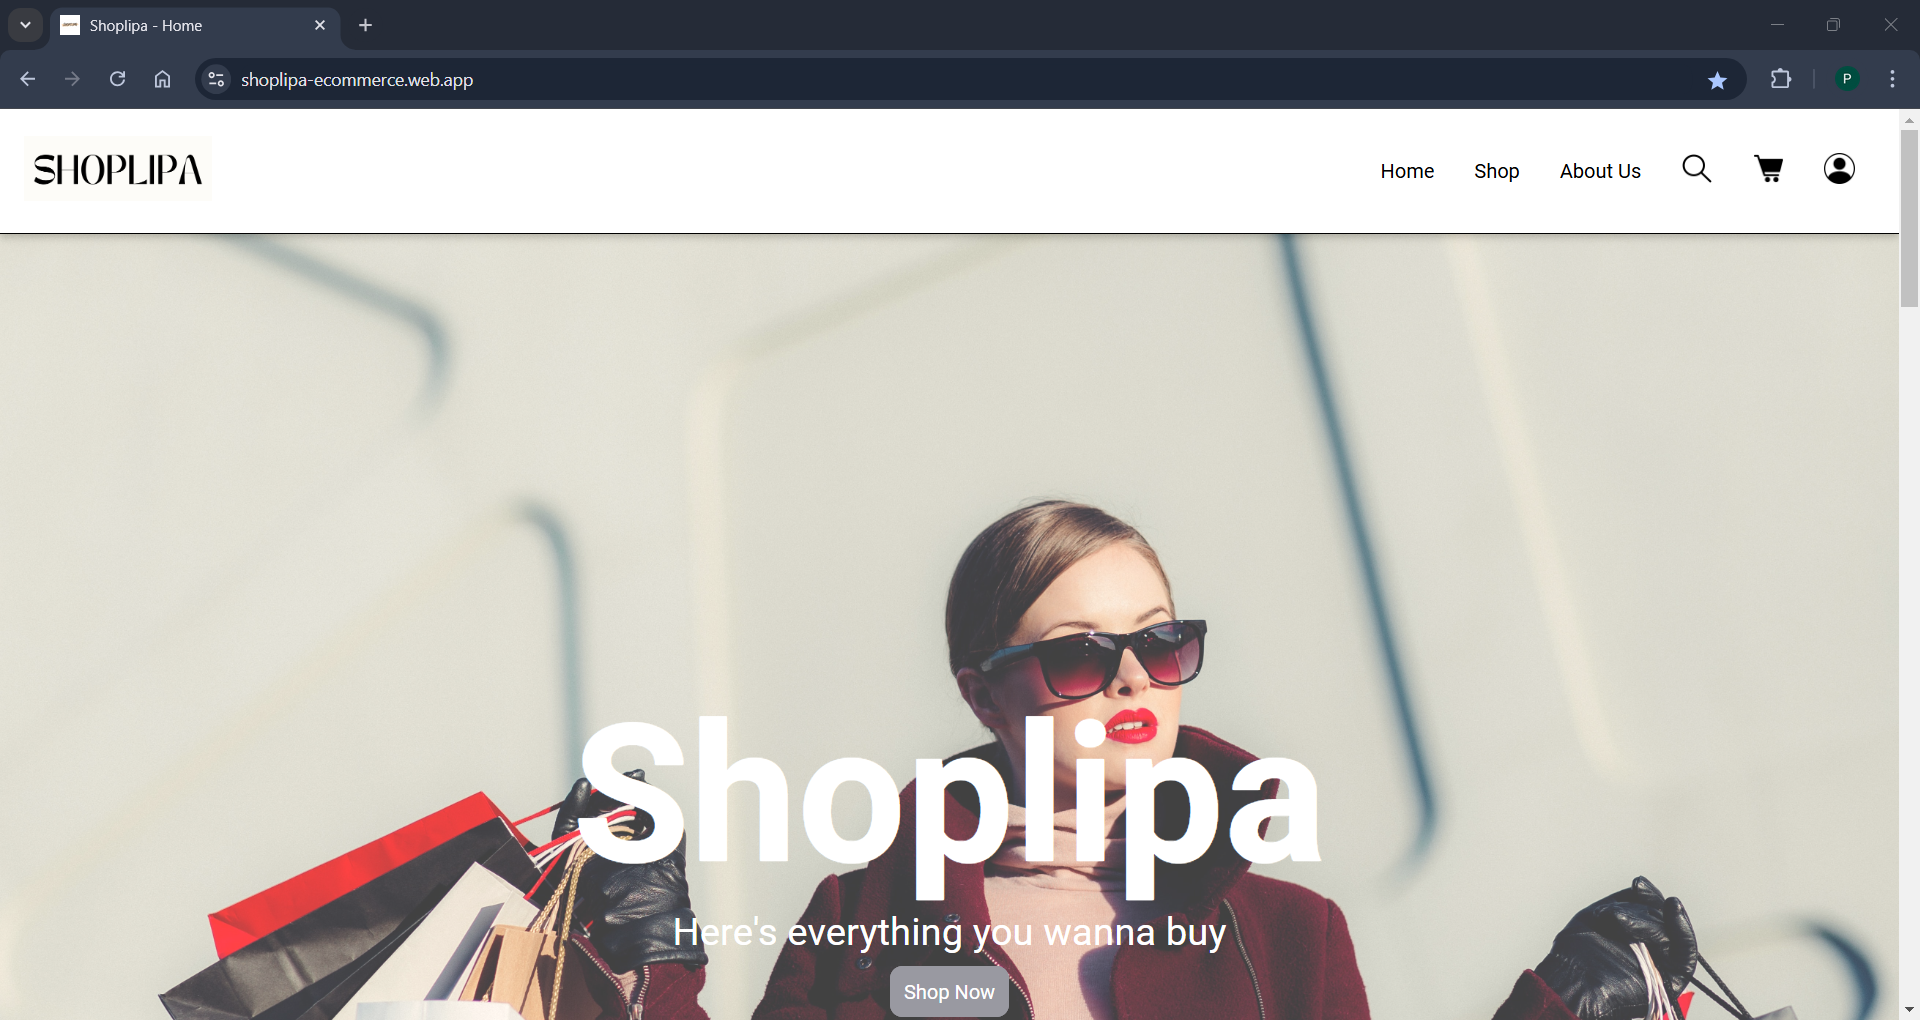 Shoplipa - Home
shoplipa-ecommerce.web.app
P
SHOPLIPA
Home
Shop
About Us
Shoplipa
Here's everything you wanna buy
Shop Now